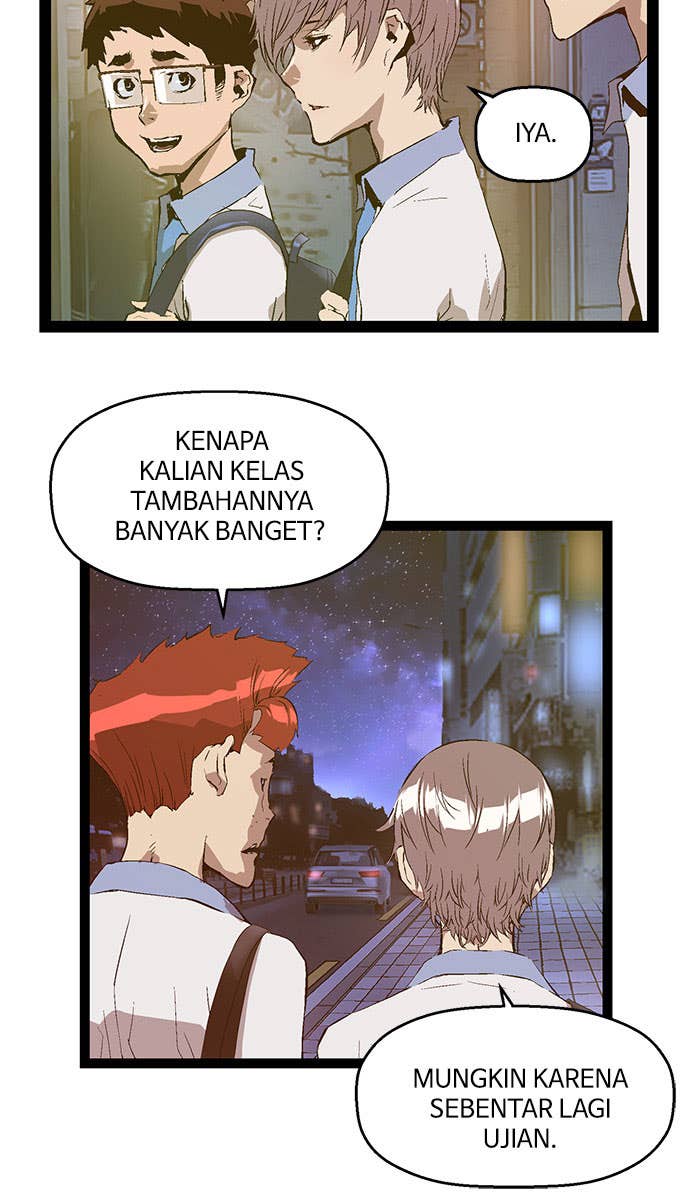 IYA.
KENAPA
KALIAN KELAS
TAMBAHANNYA
BANYAK BANGET?
MUNGKIN KARENA
SEBENTAR LAGI
UJIAN.